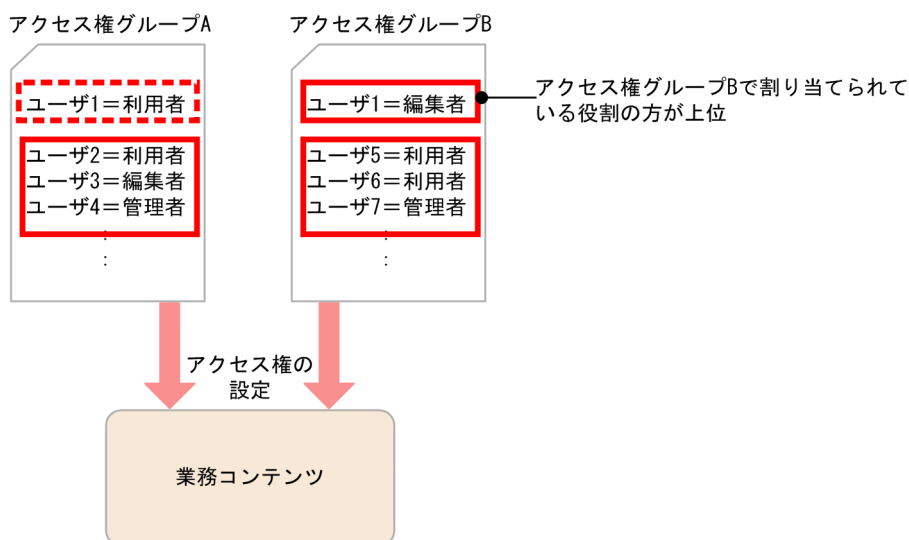 アクセス権グループA
ユーザ1＝利用者
ユーザ2＝利用者
ユーザ3＝編集者
ユーザ4＝管理者
：
：
アクセス権グループB
ユーザ1＝編集者
ユーザ5＝利用者
ユーザ6＝利用者
ユーザ7＝管理者
：
：
アクセス権グループBで割り当てられて
いる役割の方が上位
アクセス権の
設定
業務コンテンツ